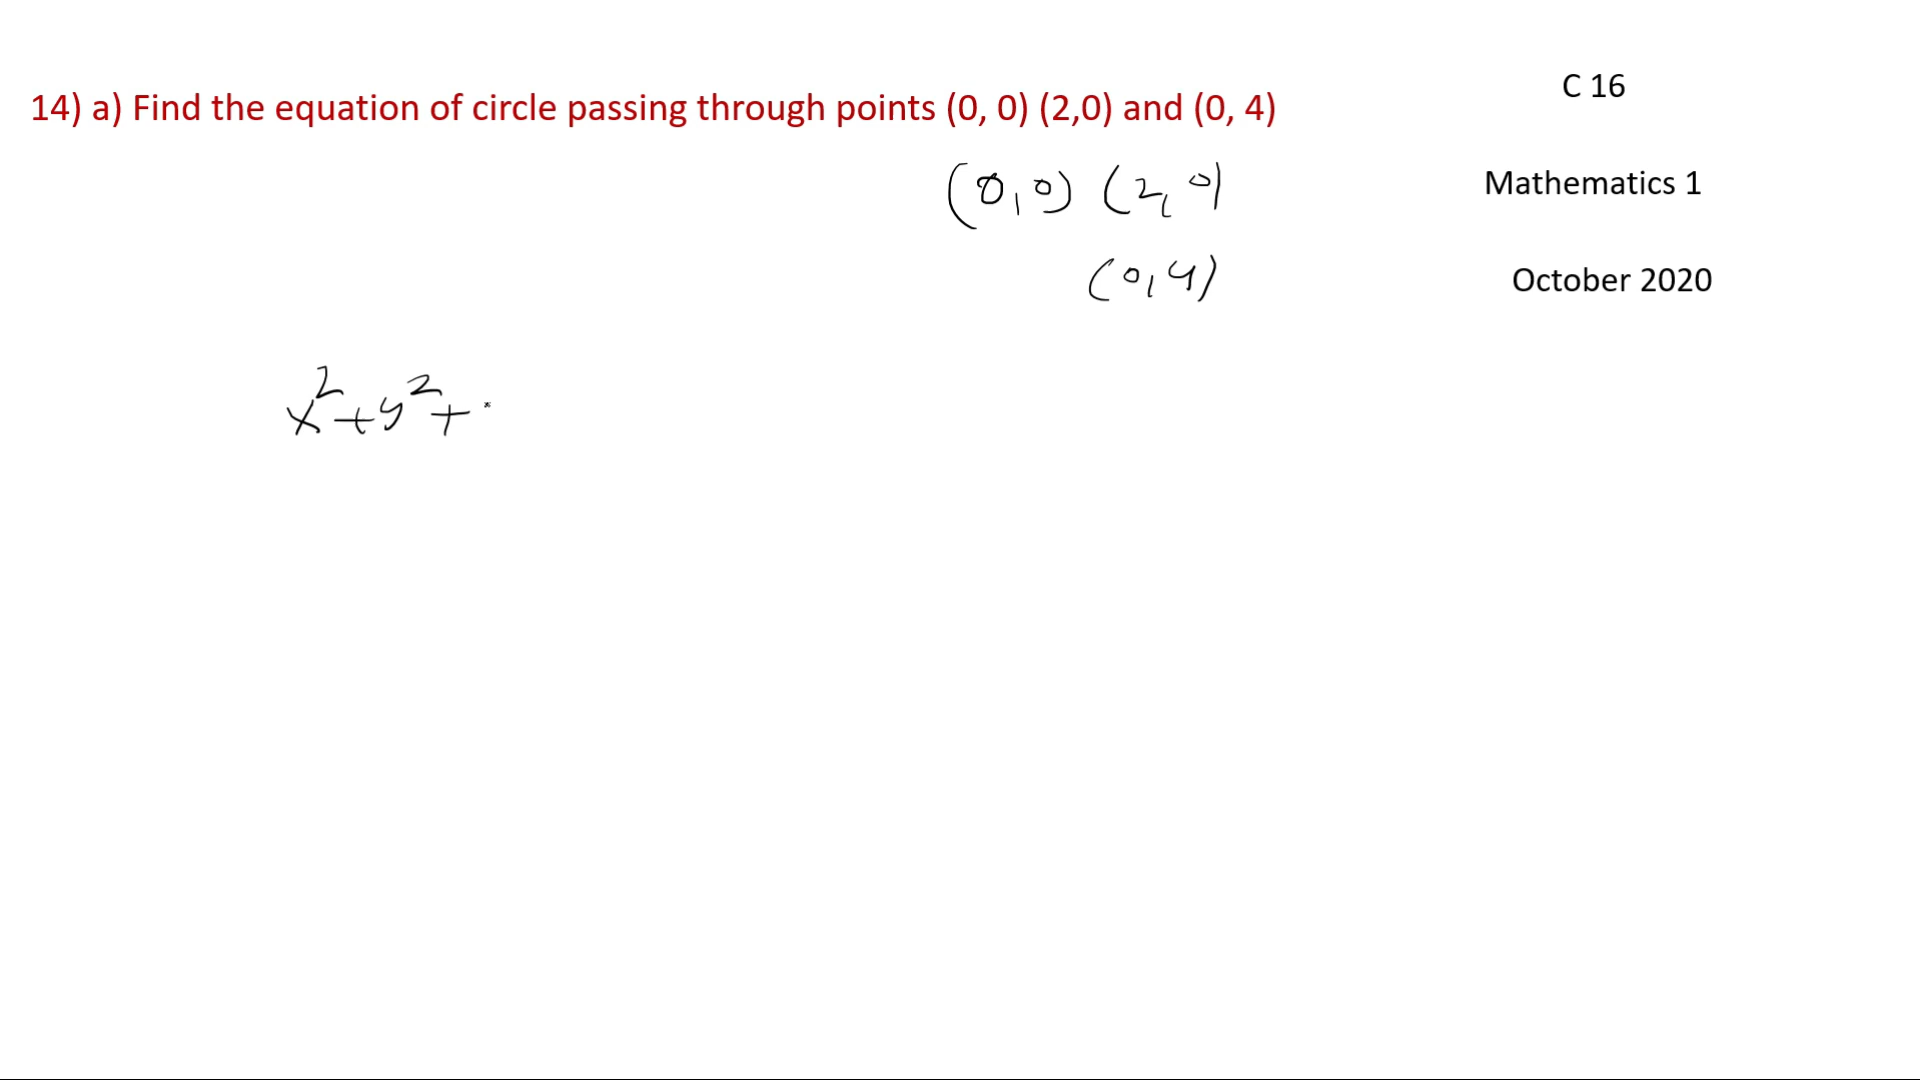 C 16
14) a) Find the equation of circle passing through points (0, 0) (2,0) and (0, 4)
(0,0) (2,0)
Mathematics 1
(0,4)
October 2020
x²+y²+